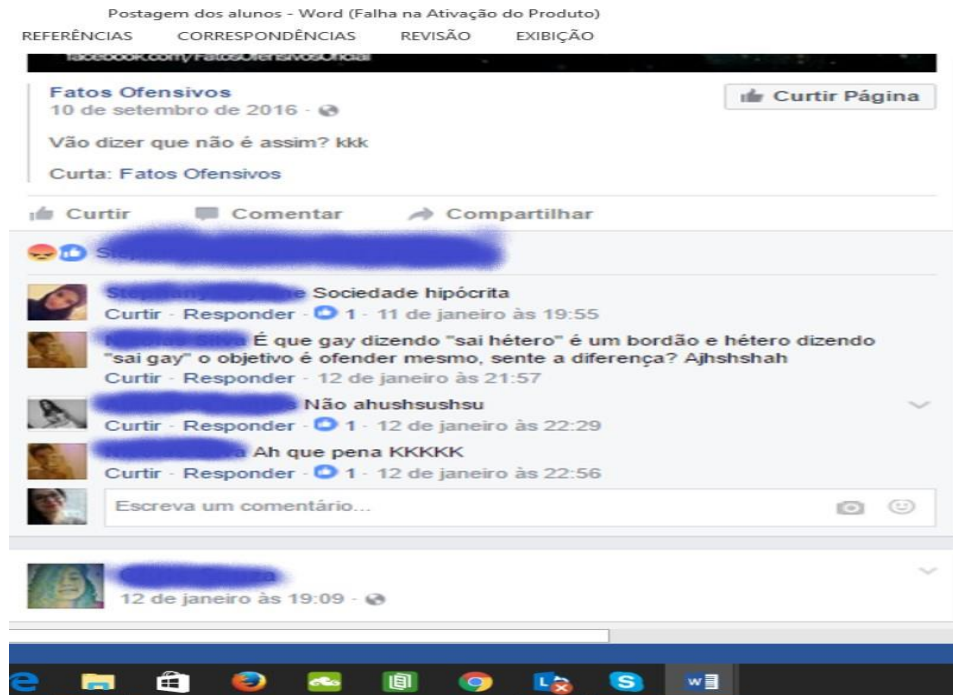 Postagem dos alunos - Word (Falha na Ativação do Produto)
REFERÊNCIAS CORRESPONDÊNCIAS REVISÃO EXIBIÇÃO
facebook.com/FatosOfensivosOficial
Fatos Ofensivos
Curtir Página
10 de setembro de 2016 ·
Vão dizer que não é assim? kkk
Curta: Fatos Ofensivos
Curtir Comentar Compartilhar
Sociedade hipócrita
Curtir · Responder · 1 · 11 de janeiro às 19:55
É que gay dizendo "sai hétero" é um bordão e hétero dizendo
"sai gay" o objetivo é ofender mesmo, sente a diferença? Ajhshshah
Curtir · Responder · 12 de janeiro às 21:57
Não ahushsushsu
Curtir · Responder · 1 · 12 de janeiro às 22:29
Ah que pena KKKKK
Curtir · Responder · 1 · 12 de janeiro às 22:56
Escreva um comentário...
12 de janeiro às 19:09 ·